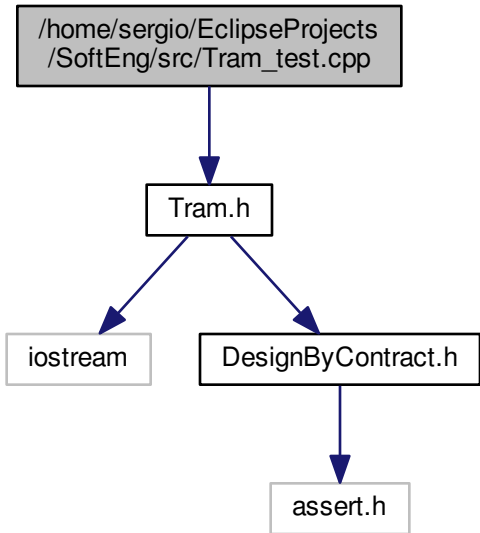 /home/sergio/EclipseProjects
/SoftEng/src/Tram_test.cpp
Tram.h
iostream
DesignByContract.h
assert.h